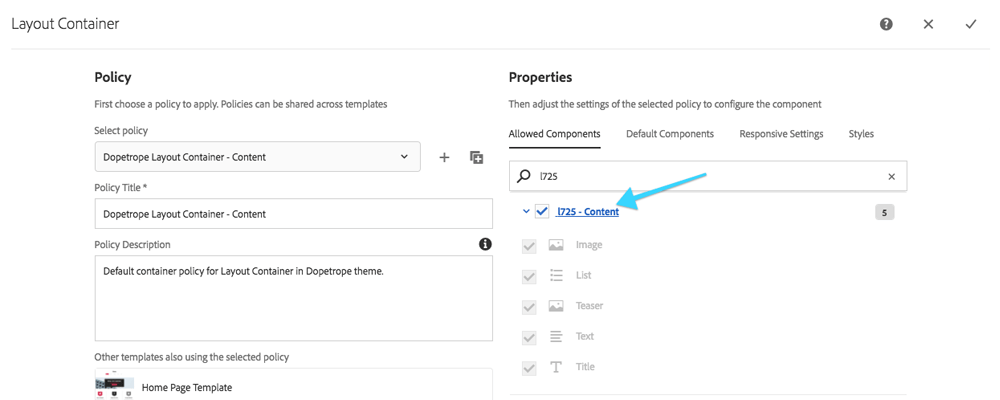 Layout Container
Policy
First choose a policy to apply. Policies can be shared across templates
Select policy
Dopetrope Layout Container - Content
Policy Title *
Dopetrope Layout Container - Content
Policy Description
Default container policy for Layout Container in Dopetrope theme.
Other templates also using the selected policy
Home Page Template
Properties
Then adjust the settings of the selected policy to configure the component
Allowed Components Default Components Responsive Settings Styles
l725
l725 - Content 5
Image
List
Teaser
Text
Title